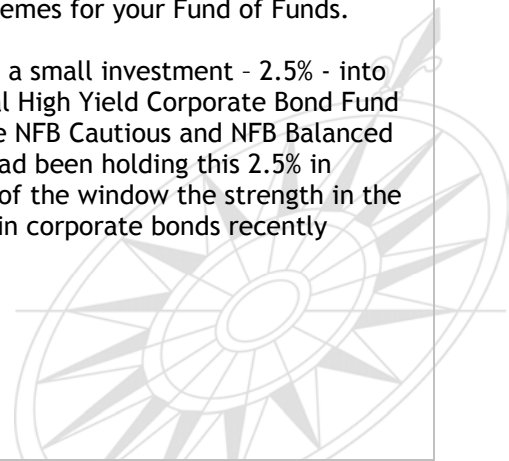 emes for your Fund of Funds.
a small investment – 2.5% - into
al High Yield Corporate Bond Fund
e NFB Cautious and NFB Balanced
ad been holding this 2.5% in
of the window the strength in the
in corporate bonds recently